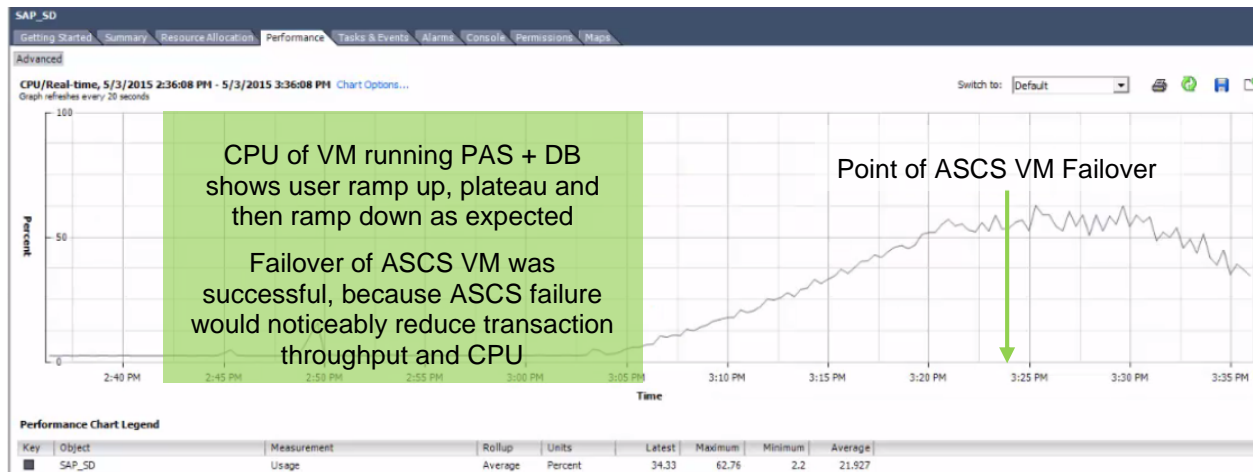 SAP_SD
Getting Started Summary Resource Allocation Performance Tasks & Events Alarms Console Permissions Maps
Advanced
CPU/Real-time, 5/3/2015 2:36:08 PM - 5/3/2015 3:36:08 PM Chart Options...
Switch to: Default
Graph refreshes every 20 seconds
100
CPU of VM running PAS + DB
shows user ramp up, plateau and
then ramp down as expected
Failover of ASCS VM was
successful, because ASCS failure
would noticeably reduce transaction
throughput and CPU
Point of ASCS VM Failover
Percent
50
0
2:40 PM 2:45 PM 2:50 PM 2:55 PM 3:00 PM 3:05 PM 3:10 PM 3:15 PM 3:20 PM 3:25 PM 3:30 PM 3:35 PM
Time
Performance Chart Legend
Key Object Measurement Rollup Units Latest Maximum Minimum Average
SAP_SD Usage Average Percent 34.33 62.76 2.2 21.927